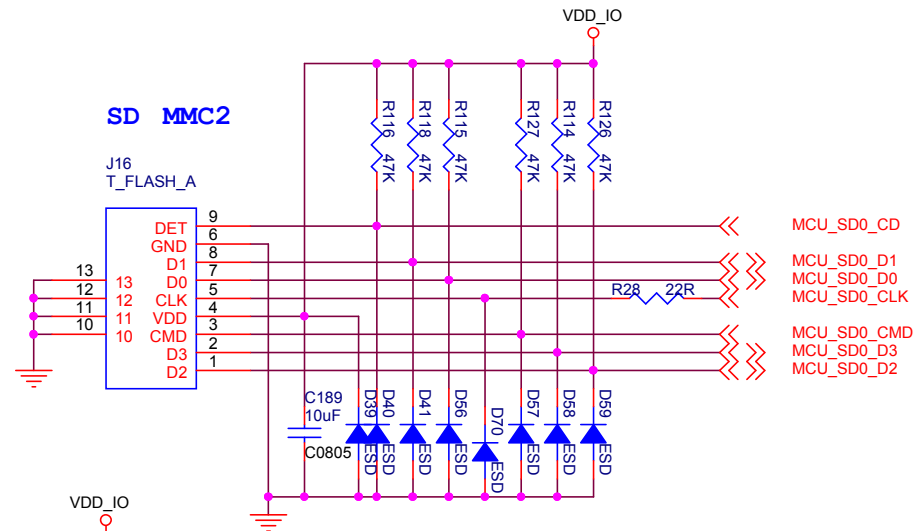 VDD_IO
SD MMC2
R116 47K
R118 47K
R115 47K
R127 47K
R114 47K
R126 47K
J16
T_FLASH_A
DET 9
GND 6
D1 8
D0 7
CLK 5
VDD 4
CMD 3
D3 2
D2 1
13 13
12 12
11 11
10 10
MCU_SD0_CD
MCU_SD0_D1
MCU_SD0_D0
R28 22R
MCU_SD0_CLK
MCU_SD0_CMD
MCU_SD0_D3
MCU_SD0_D2
C189
10uF
C0805
D39 ESD
D40 ESD
D41 ESD
D56 ESD
D70 ESD
D57 ESD
D58 ESD
D59 ESD
VDD_IO